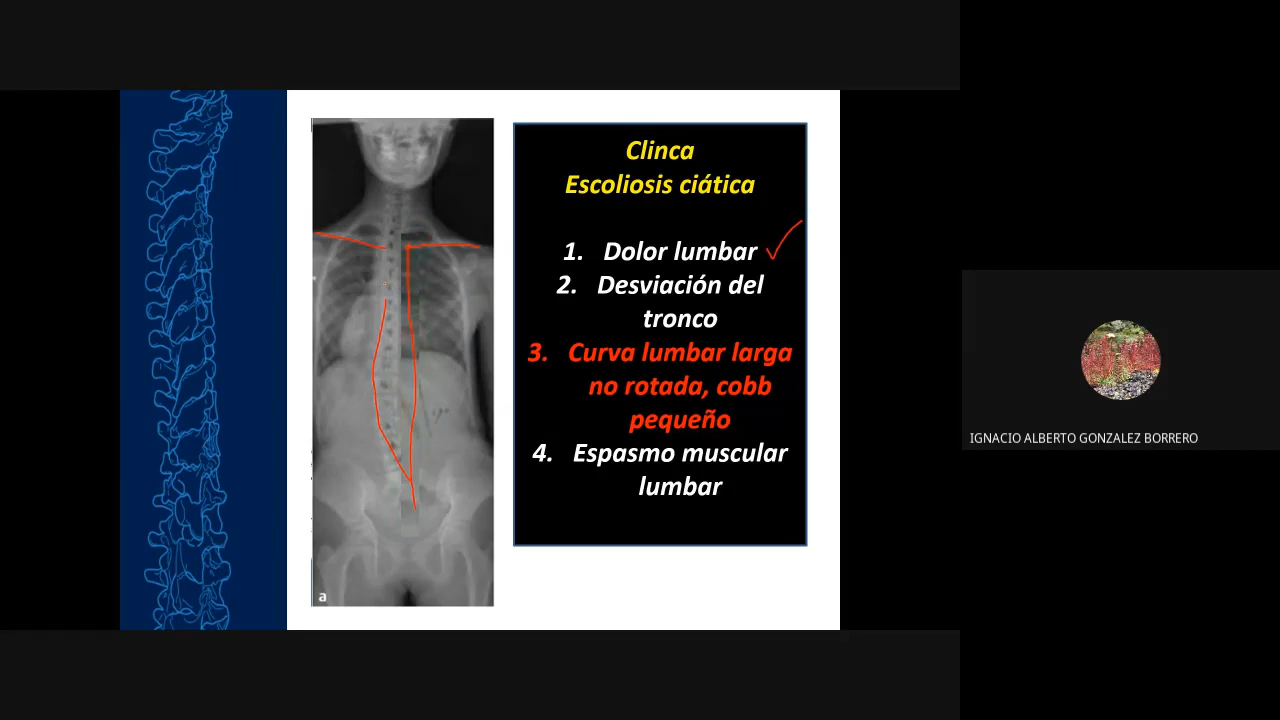 Clinca
Escoliosis ciática
1. Dolor lumbar
2. Desviación del
tronco
3. Curva lumbar larga
no rotada, cobb
pequeño
4. Espasmo muscular
lumbar
a
IGNACIO ALBERTO GONZALEZ BORRERO